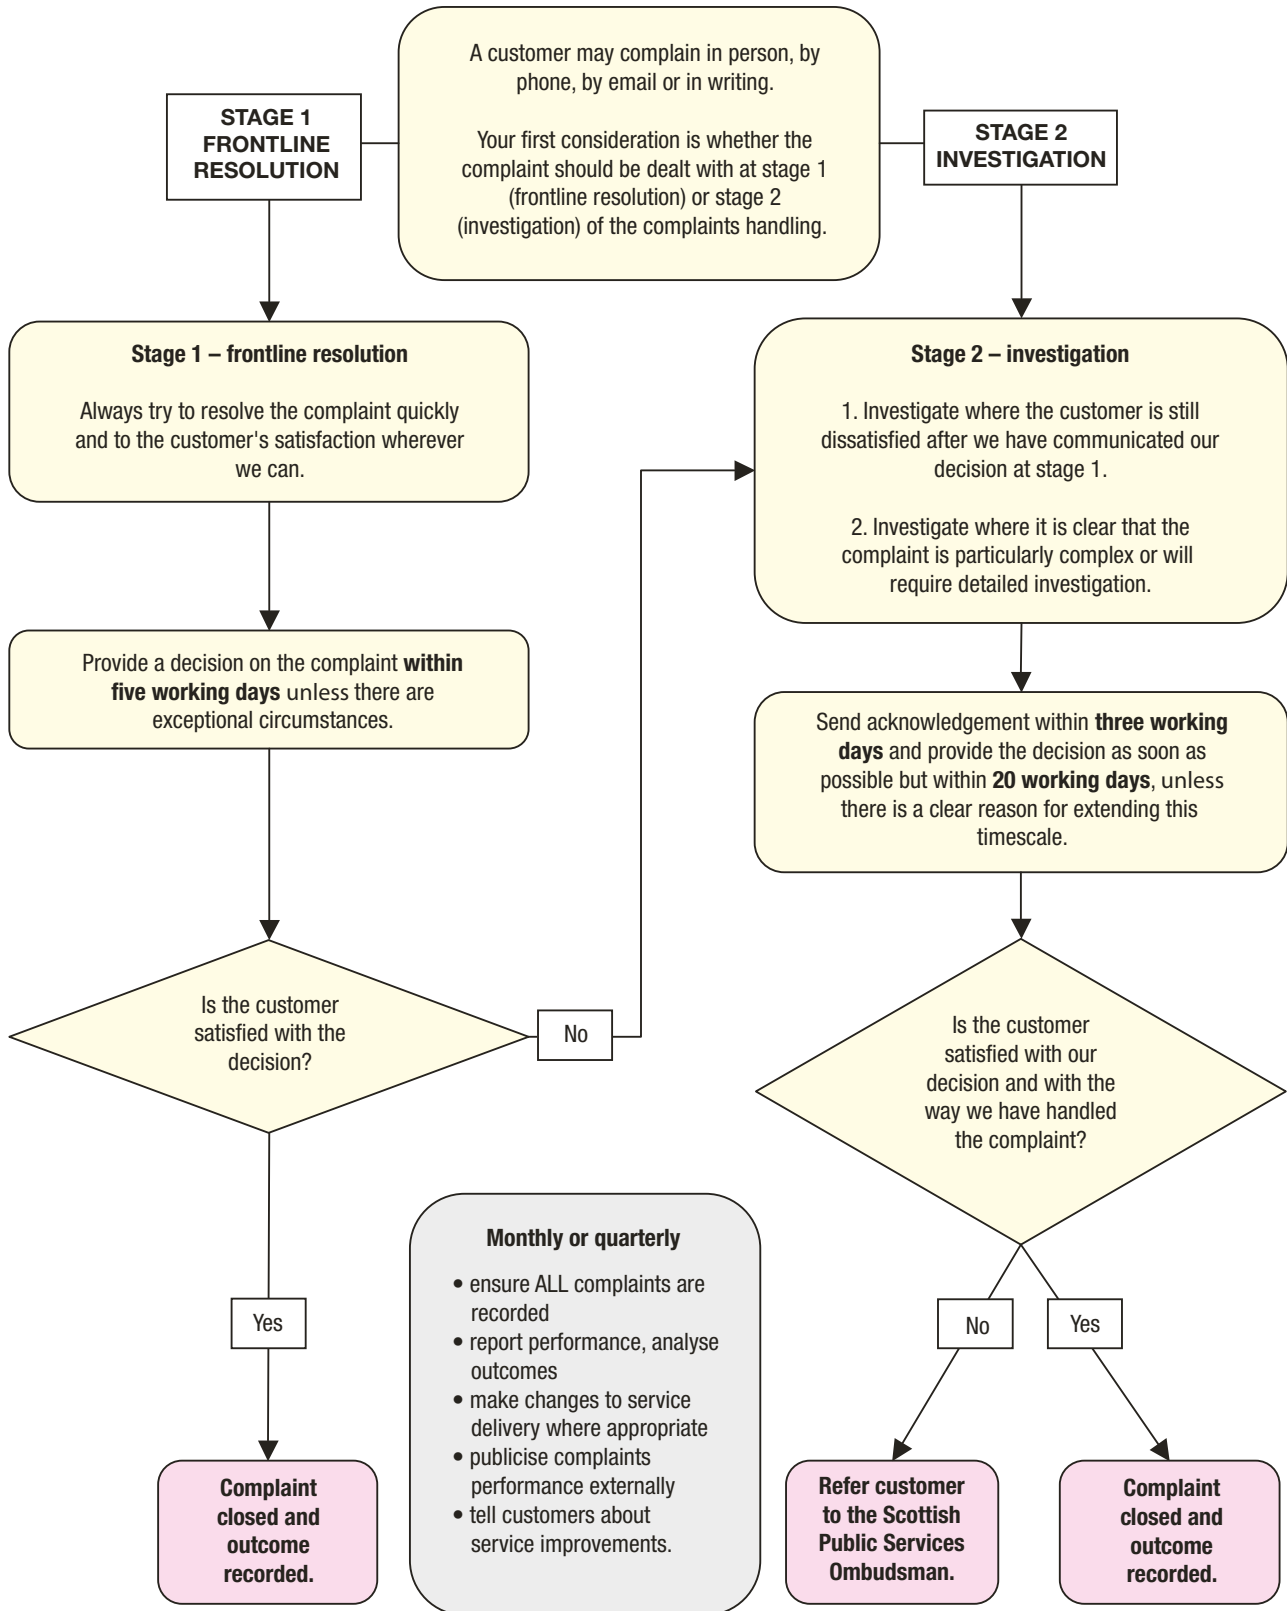 A customer may complain in person, by
phone, by email or in writing.
Your first consideration is whether the
complaint should be dealt with at stage 1
(frontline resolution) or stage 2
(investigation) of the complaints handling.
STAGE 1
FRONTLINE
RESOLUTION
STAGE 2
INVESTIGATION
Stage 1 – frontline resolution
Always try to resolve the complaint quickly
and to the customer's satisfaction wherever
we can.
Stage 2 – investigation
1. Investigate where the customer is still
dissatisfied after we have communicated our
decision at stage 1.
2. Investigate where it is clear that the
complaint is particularly complex or will
require detailed investigation.
Provide a decision on the complaint within
five working days unless there are
exceptional circumstances.
Send acknowledgement within three working
days and provide the decision as soon as
possible but within 20 working days, unless
there is a clear reason for extending this
timescale.
Is the customer
satisfied with the
decision?
No
Is the customer
satisfied with our
decision and with the
way we have handled
the complaint?
Yes
Monthly or quarterly
• ensure ALL complaints are
recorded
• report performance, analyse
outcomes
• make changes to service
delivery where appropriate
• publicise complaints
performance externally
• tell customers about
service improvements.
No
Yes
Complaint
closed and
outcome
recorded.
Refer customer
to the Scottish
Public Services
Ombudsman.
Complaint
closed and
outcome
recorded.